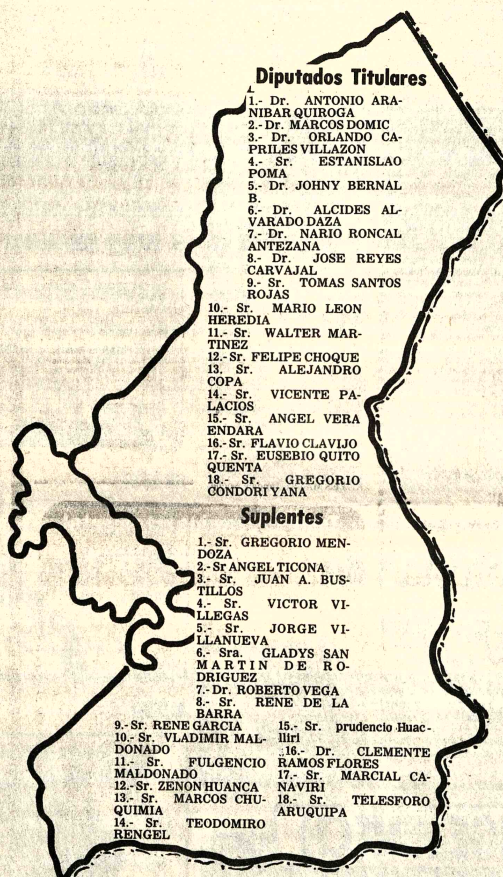 Diputados Titulares
1.- Dr. ANTONIO ARA-
NIBAR QUIROGA
2.- Dr. MARCOS DOMIC
3.- Dr. ORLANDO CA-
PRILES VILLAZON
4.- Sr. ESTANISLAO
POMA
5.- Dr. JOHNY BERNAL
B.
6.- Dr. ALCIDES AL-
VARADO DAZA
7.- Dr. NARIO RONCAL
ANTEZANA
8.- Dr. JOSE REYES
CARVAJAL
9.- Sr. TOMAS SANTOS
ROJAS
10.- Sr. MARIO LEON
HEREDIA
11.- Sr. WALTER MAR-
TINEZ
12.- Sr. FELIPE CHOQUE
13. Sr. ALEJANDRO
COPA
14.- Sr. VICENTE PA-
LACIOS
15.- Sr. ANGEL VERA
ENDARA
16.- Sr. FLAVIO CLAVIJO
17.- Sr. EUSEBIO QUITO
QUENTA
18.- Sr. GREGORIO
CONDORI YANA
Suplentes
1.- Sr. GREGORIO MEN-
DOZA
2.- Sr ANGEL TICONA
3.- Sr. JUAN A. BUS-
TILLOS
4.- Sr. VICTOR VI-
LLEGAS
5.- Sr. JORGE VI-
LLANUEVA
6.- Sra. GLADYS SAN
MARTIN DE RO-
DRIGUEZ
7.- Dr. ROBERTO VEGA
8.- Sr. RENE DE LA
BARRA
9.- Sr. RENE GARCIA
10.- Sr. VLADIMIR MAL-
DONADO
11.- Sr. FULGENCIO
MALDONADO
12.- Sr. ZENON HUANCA
13.- Sr. MARCOS CHU-
QUIMIA
14.- Sr. TEODOMIRO
RENGEL
15.- Sr. prudencio Huac-
lliri
16.- Dr. CLEMENTE
RAMOS FLORES
17.- Sr. MARCIAL CA-
NAVIRI
18.- Sr. TELESFORO
ARUQUIPA